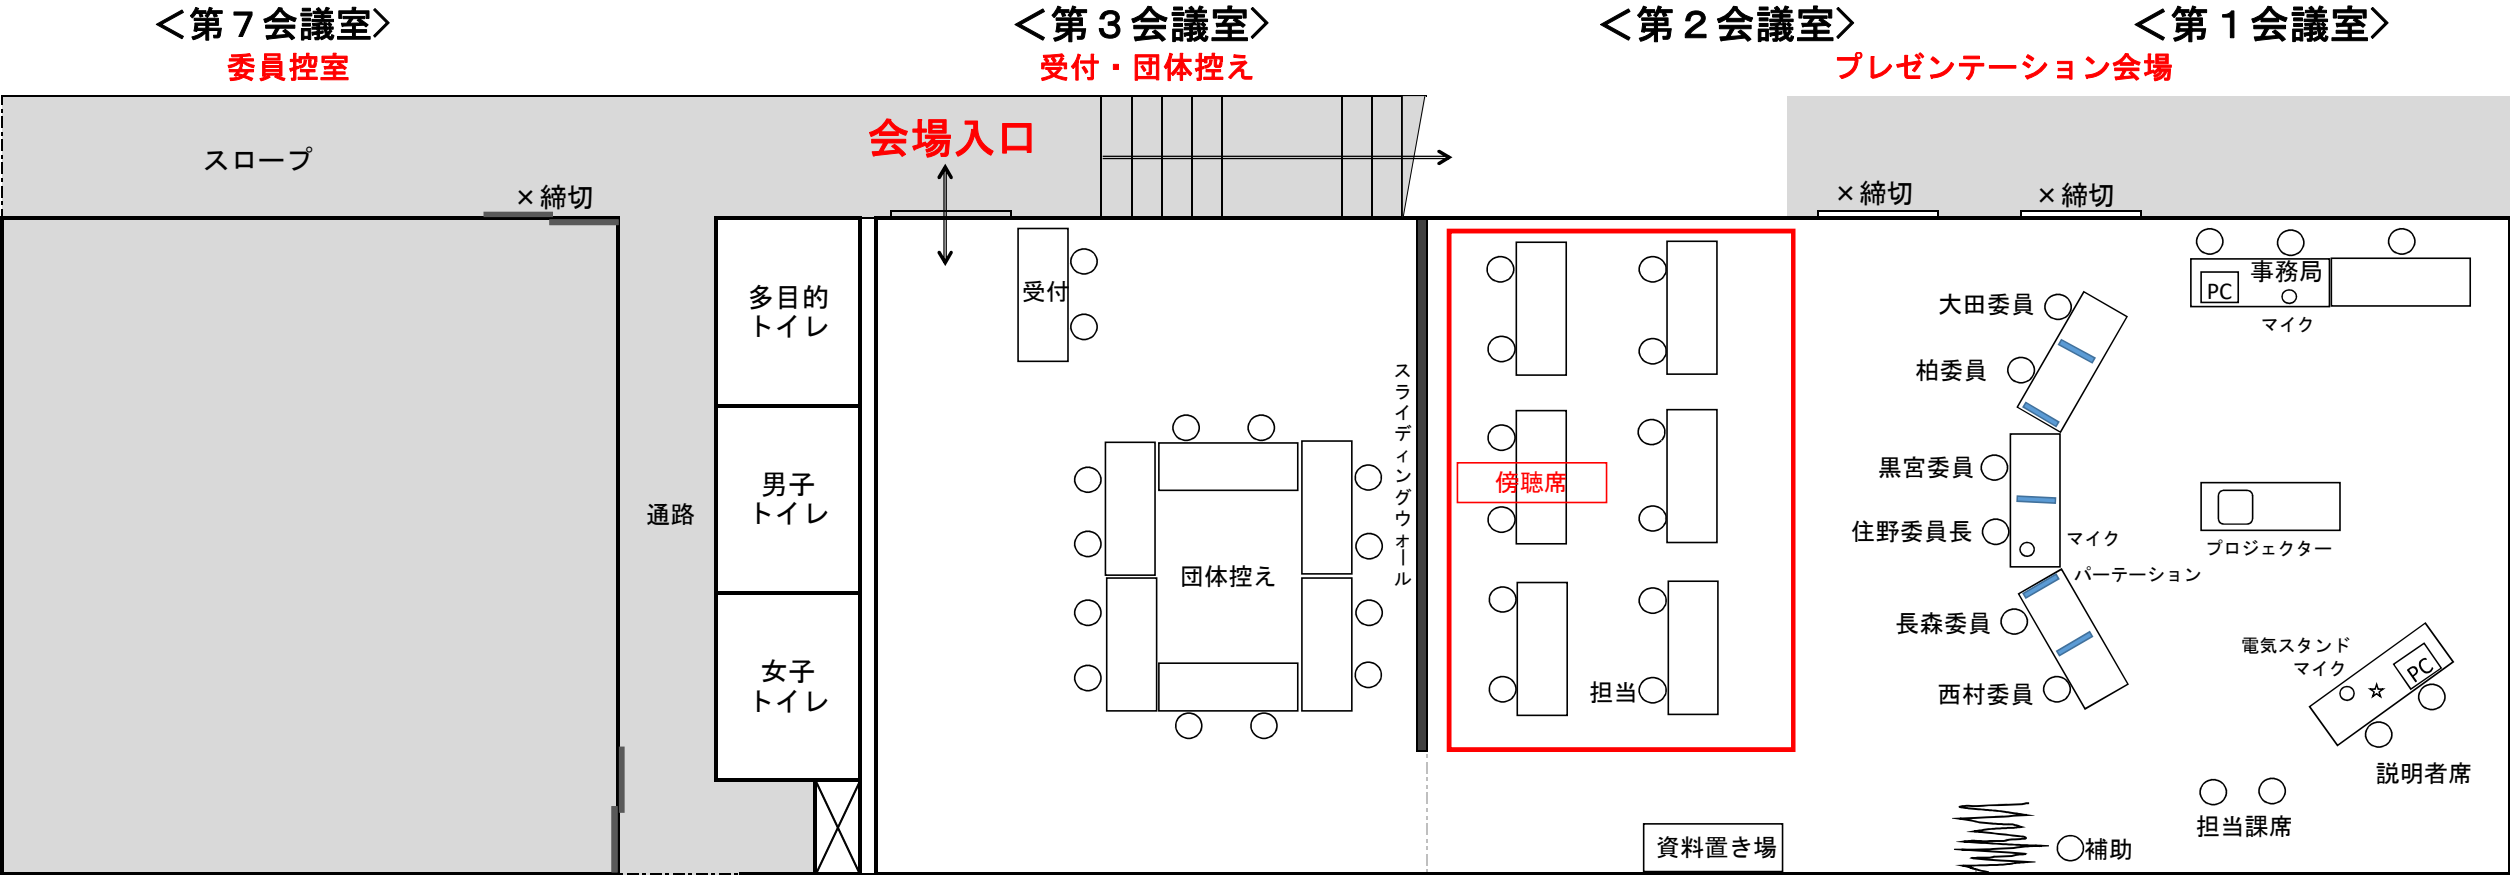 ＜第７会議室＞
＜第３会議室＞
＜第２会議室＞
＜第１会議室＞
委員控室
受付・団体控え
プレゼンテーション会場
会場入口
スロープ
×締切
×締切
×締切
多目的
トイレ
男子
トイレ
女子
トイレ
通路
受付
団体控え
スライディングウォール
傍聴席
担当
資料置き場
大田委員
柏委員
黒宮委員
住野委員長
長森委員
西村委員
マイク
パーテーション
事務局
PC
マイク
プロジェクター
電気スタンド
マイク
☆
PC
説明者席
担当課席
補助